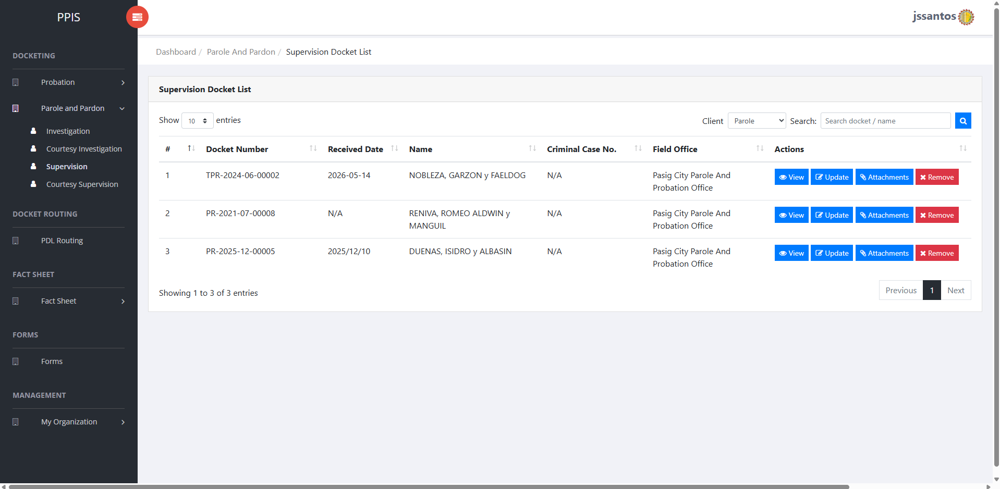 PPIS
jssantos
DOCKETING
Probation
Parole and Pardon
Investigation
Courtesy Investigation
Supervision
Courtesy Supervision
DOCKET ROUTING
PDL Routing
FACT SHEET
Fact Sheet
FORMS
Forms
MANAGEMENT
My Organization
Dashboard / Parole And Pardon / Supervision Docket List
Supervision Docket List
Show 10 entries Client Parole Search: Search docket / name
# Docket Number Received Date Name Criminal Case No. Field Office Actions
1 TPR-2024-06-00002 2026-05-14 NOBLEZA, GARZON y FAELDOG N/A Pasig City Parole And View Update Attachments Remove
Probation Office
2 PR-2021-07-00008 N/A RENIVA, ROMEO ALDWIN y N/A Pasig City Parole And View Update Attachments Remove
MANGUIL Probation Office
3 PR-2025-12-00005 2025/12/10 DUENAS, ISIDRO y ALBASIN N/A Pasig City Parole And View Update Attachments Remove
Probation Office
Showing 1 to 3 of 3 entries Previous 1 Next